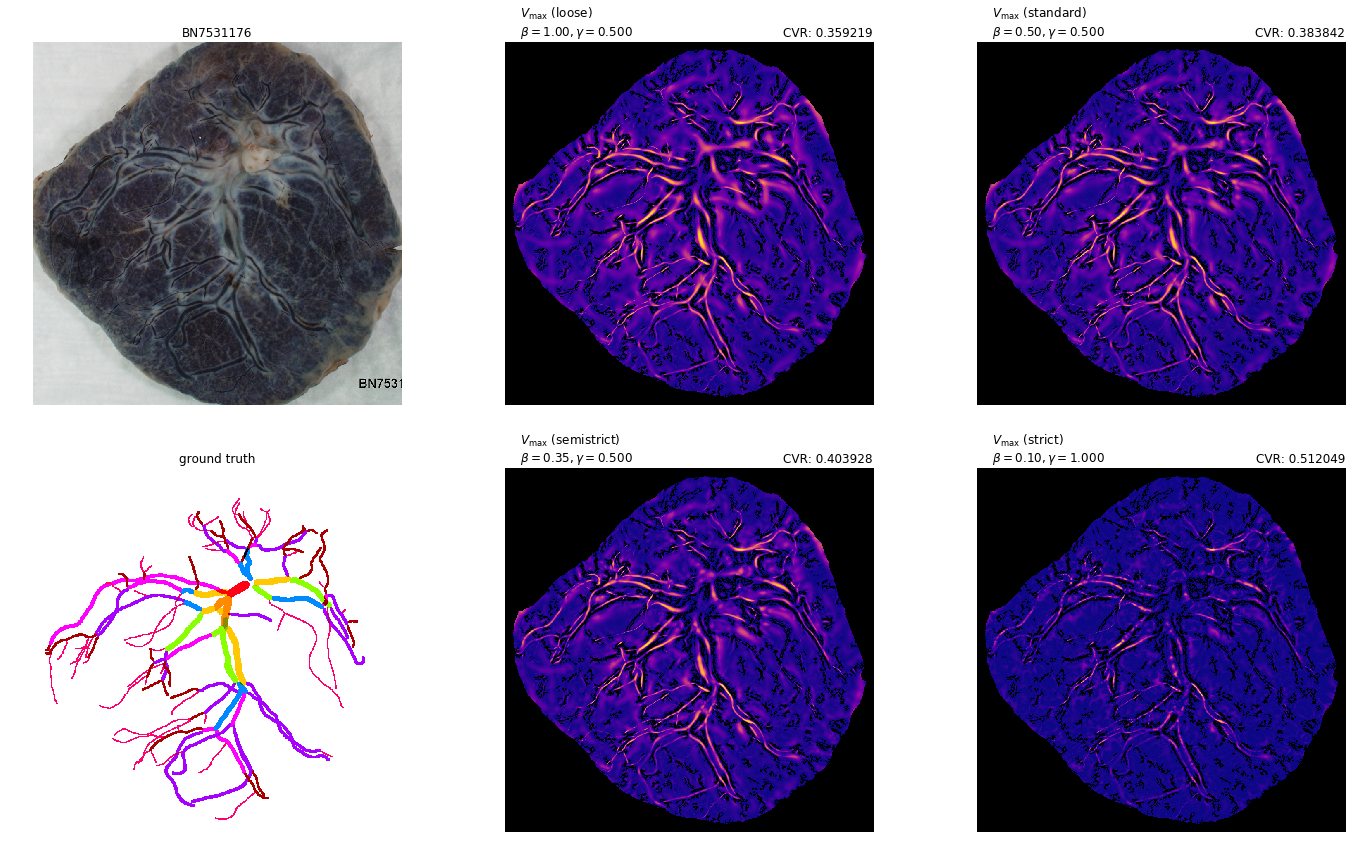 BN7531176
V_max (loose)
β = 1.00, γ = 0.500 CVR: 0.359219
V_max (standard)
β = 0.50, γ = 0.500 CVR: 0.383842
BN7531
ground truth
V_max (semistrict)
β = 0.35, γ = 0.500 CVR: 0.403928
V_max (strict)
β = 0.10, γ = 1.000 CVR: 0.512049